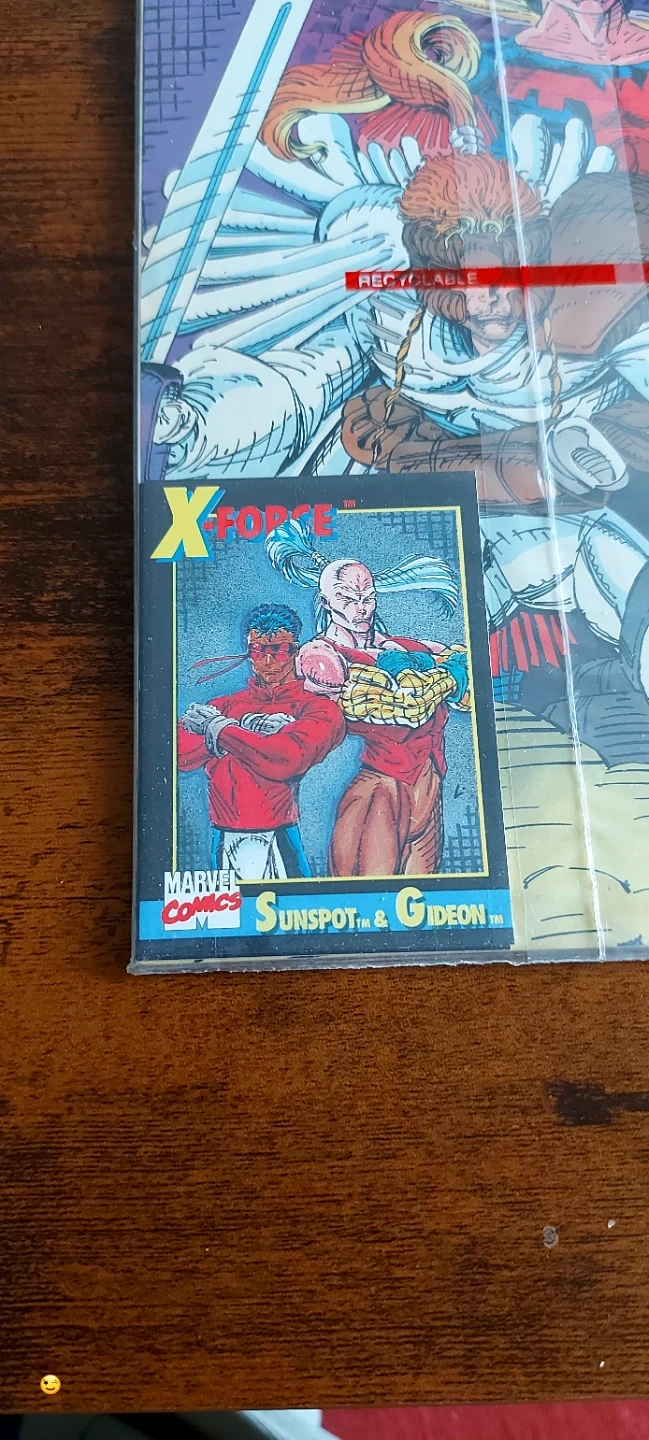 RECYCLABLE
X-FORCE™
MARVEL
COMICS
M
SUNSPOT™ & GIDEON™